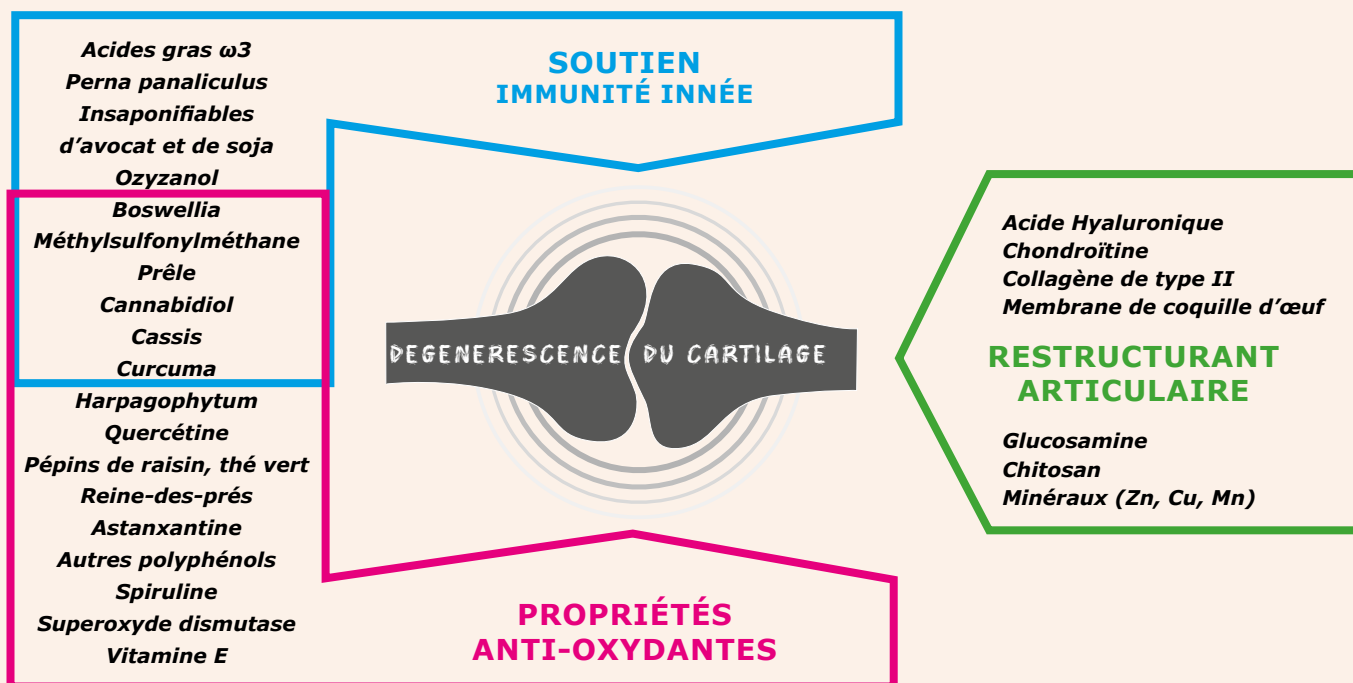 Acides gras ω3
Perna panaliculus
Insaponifiables
d’avocat et de soja
Ozyzanol
Boswellia
Méthylsulfonylméthane
Prêle
Cannabidiol
Cassis
Curcuma
Harpagophytum
Quercétine
Pépins de raisin, thé vert
Reine-des-prés
Astanxantine
Autres polyphénols
Spiruline
Superoxyde dismutase
Vitamine E
SOUTIEN
IMMUNITÉ INNÉE
DEGENERESCENCE DU CARTILAGE
PROPRIÉTÉS
ANTI-OXYDANTES
Acide Hyaluronique
Chondroïtine
Collagène de type II
Membrane de coquille d’œuf
RESTRUCTURANT
ARTICULAIRE
Glucosamine
Chitosan
Minéraux (Zn, Cu, Mn)